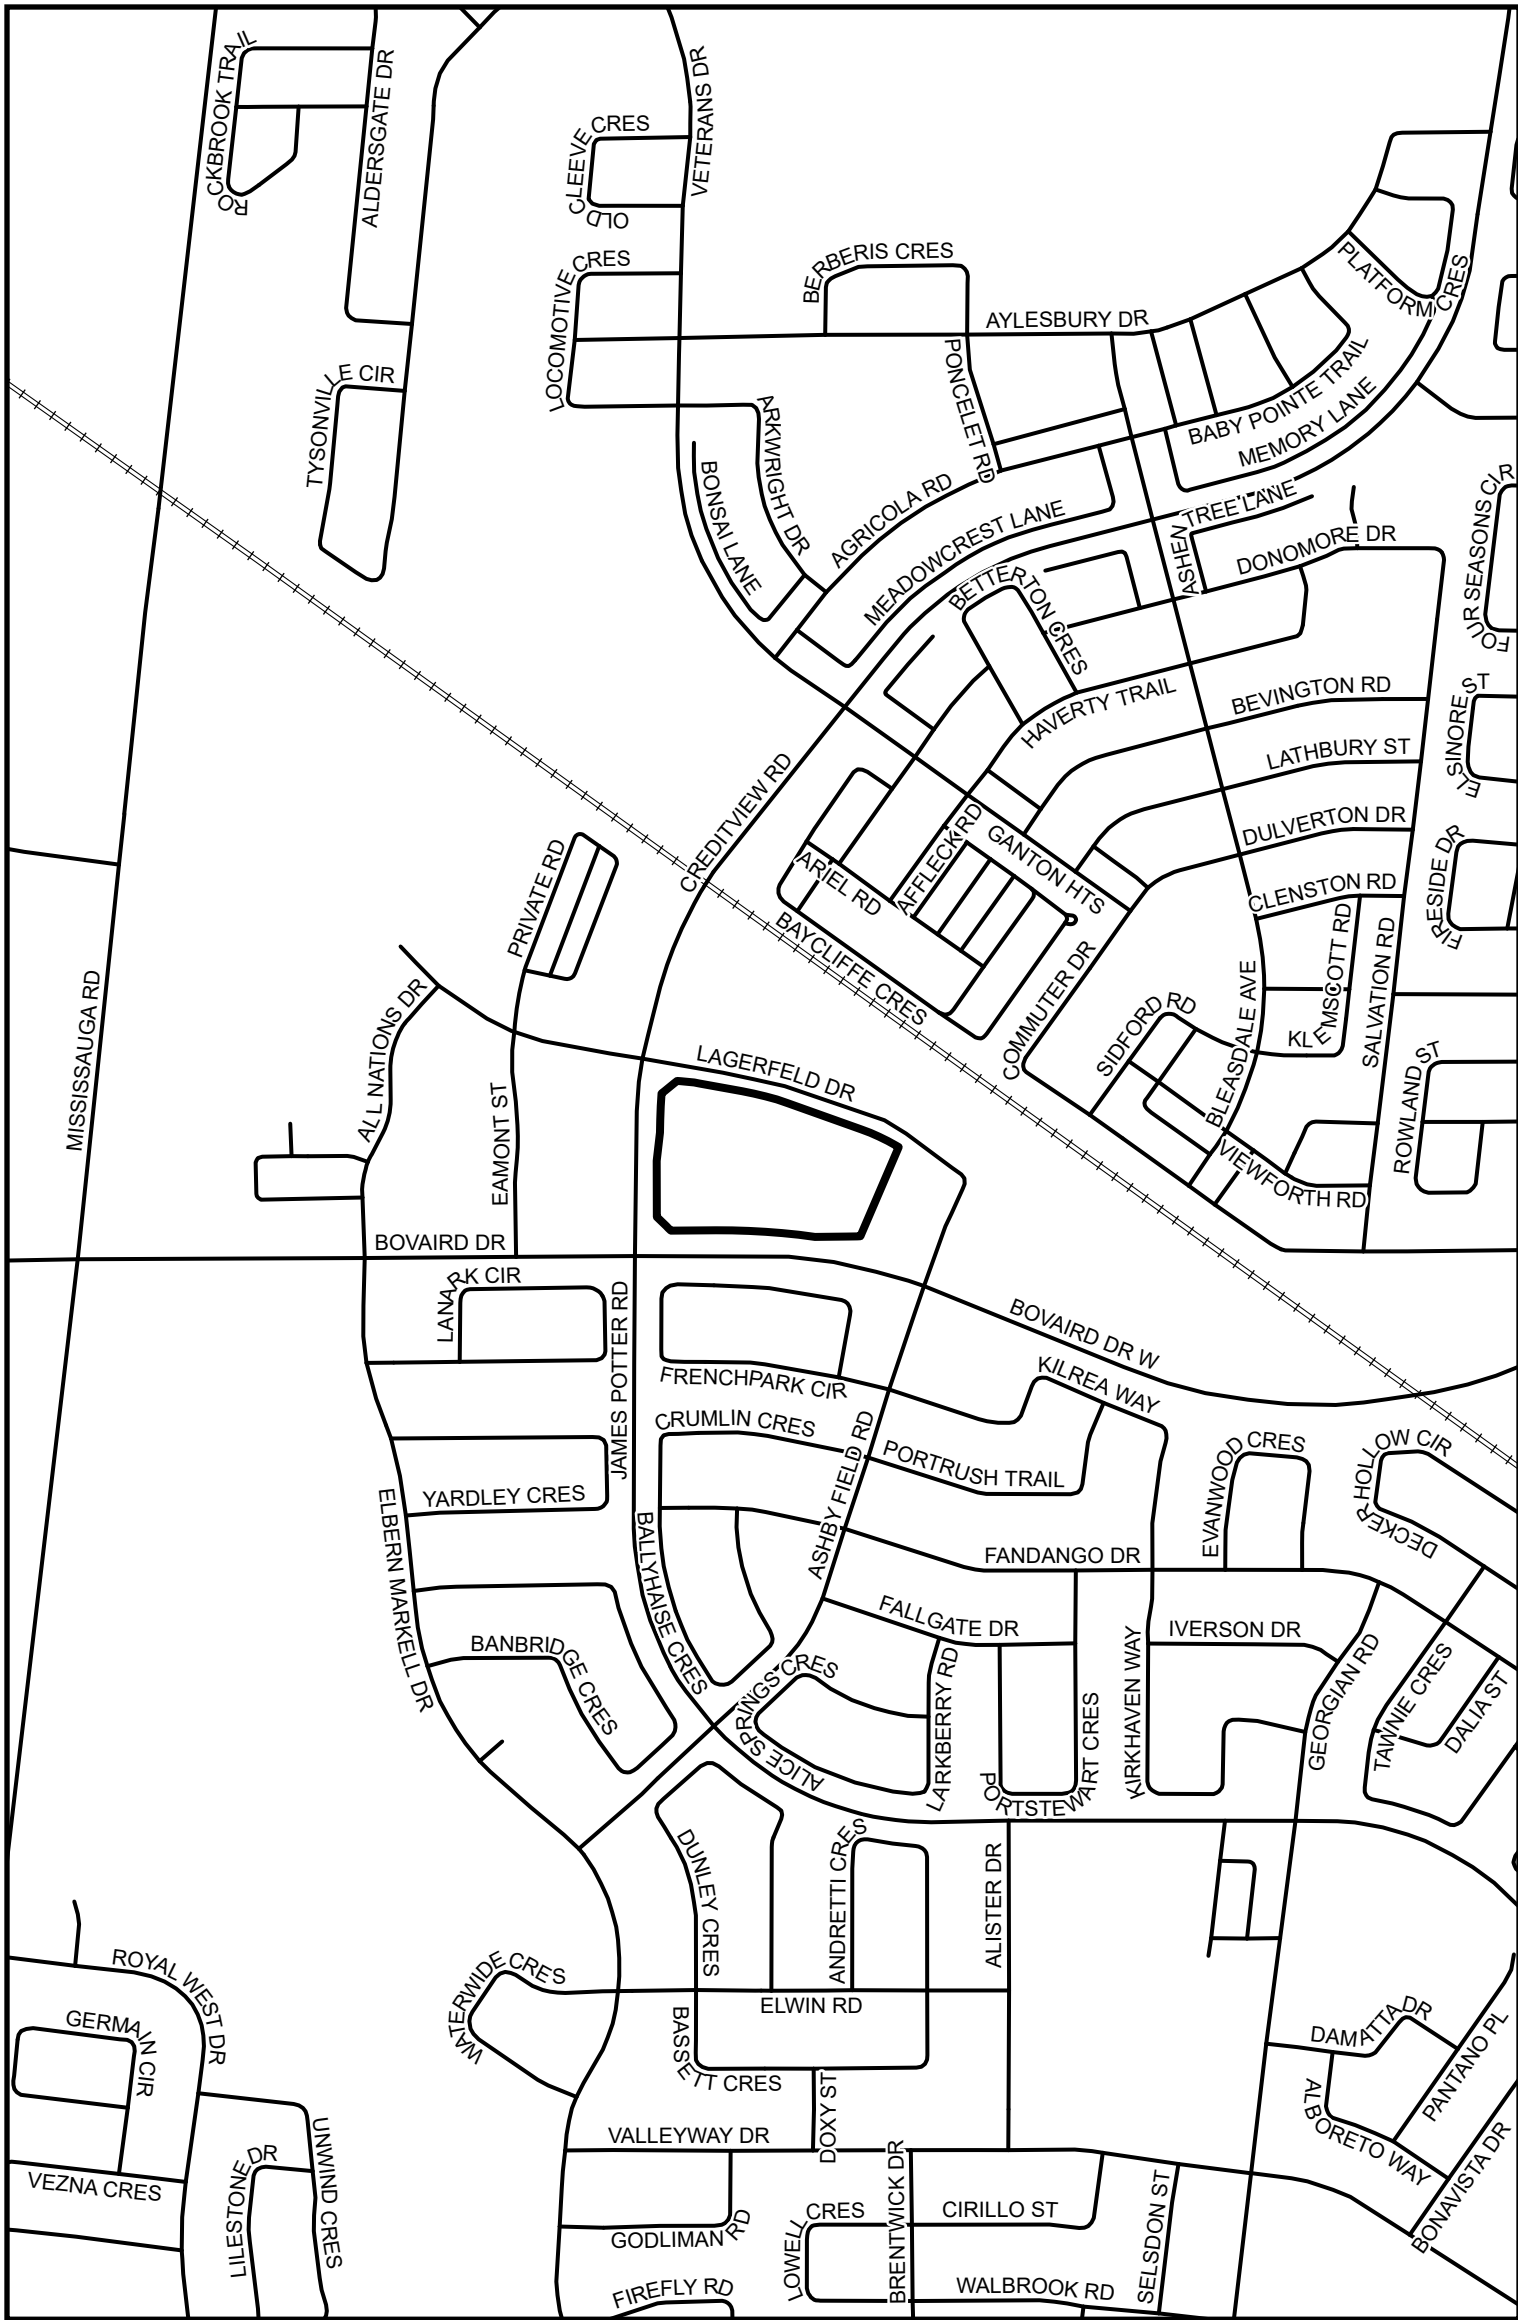 ROCKBROOK TRAIL
ALDERSGATE DR
VETERANS DR
OLD CLEEVE CRES
LOCOMOTIVE CRES
BERBERIS CRES
AYLESBURY DR
PLATFORM CRES
TYSONVILLE CIR
PONCELET RD
ARKWRIGHT DR
BABY POINTE TRAIL
MEMORY LANE
BONSAI LANE
AGRICOLA RD
MEADOWCREST LANE
ASHEN TREE LANE
DONOMORE DR
FOUR SEASONS CIR
BETTERTON CRES
HAVERTY TRAIL
BEVINGTON RD
ELSINORE ST
LATHBURY ST
CREDITVIEW RD
DULVERTON DR
FIRESIDE DR
PRIVATE RD
ARIEL RD
AFFLECK RD
GANTON HTS
CLENSTON RD
BAYCLIFFE CRES
COMMUTER DR
KLEMSCOTT RD
SALVATION RD
MISSISSAUGA RD
ALL NATIONS DR
SIDFORD RD
BLEASDALE AVE
ROWLAND ST
LAGERFELD DR
EAMONT ST
VIEWFORTH RD
BOVAIRD DR
LANARK CIR
JAMES POTTER RD
BOVAIRD DR W
FRENCHPARK CIR
KILREA WAY
CRUMLIN CRES
PORTRUSH TRAIL
EVANWOOD CRES
DECKER HOLLOW CIR
YARDLEY CRES
ELBERN MARKELL DR
BALLYHAISE CRES
ASHBY FIELD RD
FANDANGO DR
FALLGATE DR
IVERSON DR
BANBRIDGE CRES
ALICE SPRINGS CRES
LARKBERRY RD
PORTSTEWART CRES
KIRKHAVEN WAY
GEORGIAN RD
TAWNIE CRES
DALIA ST
DUNLEY CRES
ANDRETTI CRES
ALISTER DR
ROYAL WEST DR
WATERWIDE CRES
ELWIN RD
GERMAIN CIR
BASSETT CRES
DAMATTA DR
PANTANO PL
DOXY ST
ALBORETO WAY
VALLEYWAY DR
UNWIND CRES
LILESTONE DR
VEZNA CRES
BRENTWICK DR
CIRILLO ST
SELSDON ST
BONAVISTA DR
GODLIMAN RD
LOWELL CRES
FIREFLY RD
WALBROOK RD